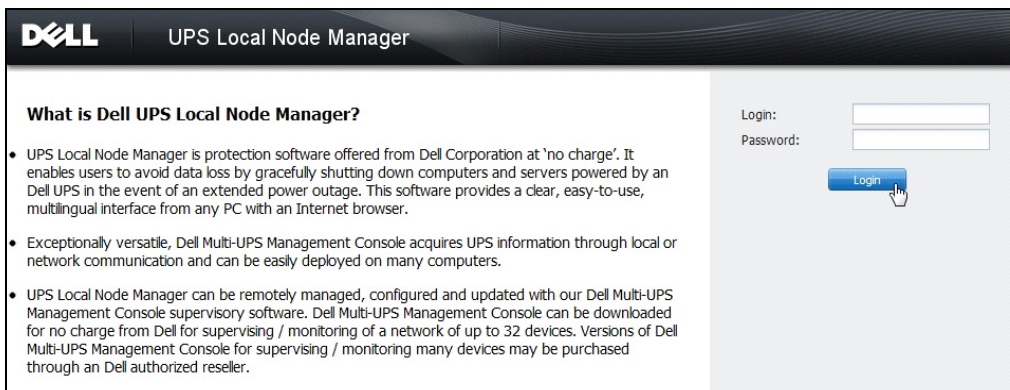 DELL
UPS Local Node Manager
What is Dell UPS Local Node Manager?
• UPS Local Node Manager is protection software offered from Dell Corporation at ‘no charge’. It
enables users to avoid data loss by gracefully shutting down computers and servers powered by an
Dell UPS in the event of an extended power outage. This software provides a clear, easy-to-use,
multilingual interface from any PC with an Internet browser.
• Exceptionally versatile, Dell Multi-UPS Management Console acquires UPS information through local or
network communication and can be easily deployed on many computers.
• UPS Local Node Manager can be remotely managed, configured and updated with our Dell Multi-UPS
Management Console supervisory software. Dell Multi-UPS Management Console can be downloaded
for no charge from Dell for supervising / monitoring of a network of up to 32 devices. Versions of Dell
Multi-UPS Management Console for supervising / monitoring many devices may be purchased
through an Dell authorized reseller.
Login:
Password:
Login